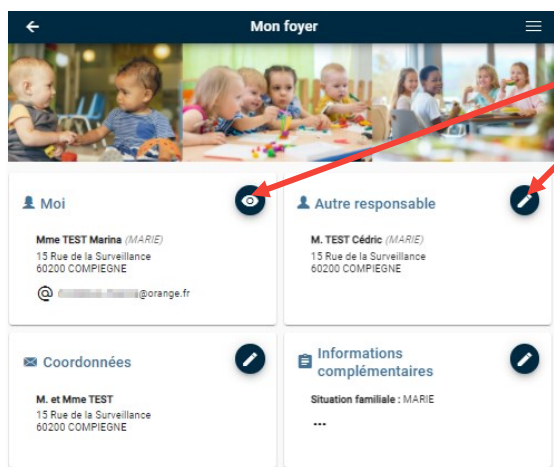 Mon foyer
Moi
Mme TEST Marina (MARIE)
15 Rue de la Surveillance
60200 COMPIEGNE
@orange.fr
Autre responsable
M. TEST Cédric (MARIE)
15 Rue de la Surveillance
60200 COMPIEGNE
Coordonnées
M. et Mme TEST
15 Rue de la Surveillance
60200 COMPIEGNE
Informations
complémentaires
Situation familiale : MARIE
...